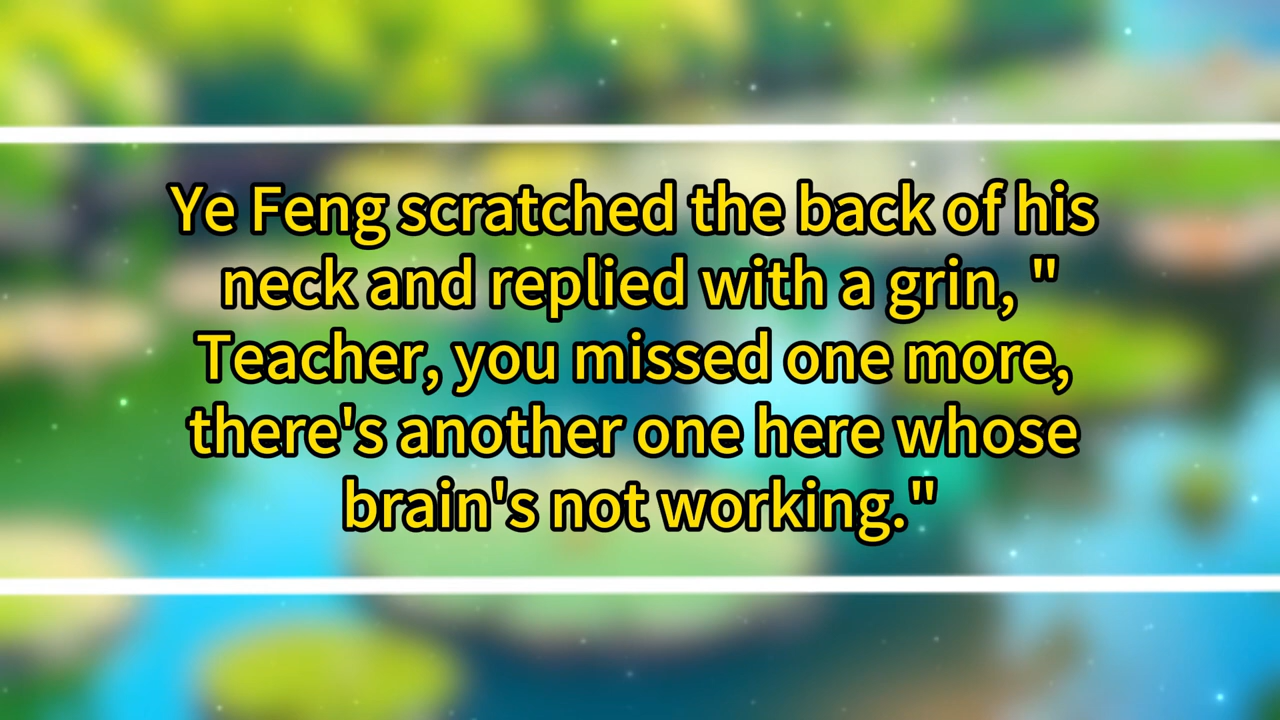 Ye Feng scratched the back of his
neck and replied with a grin, "
Teacher, you missed one more,
there's another one here whose
brain's not working."